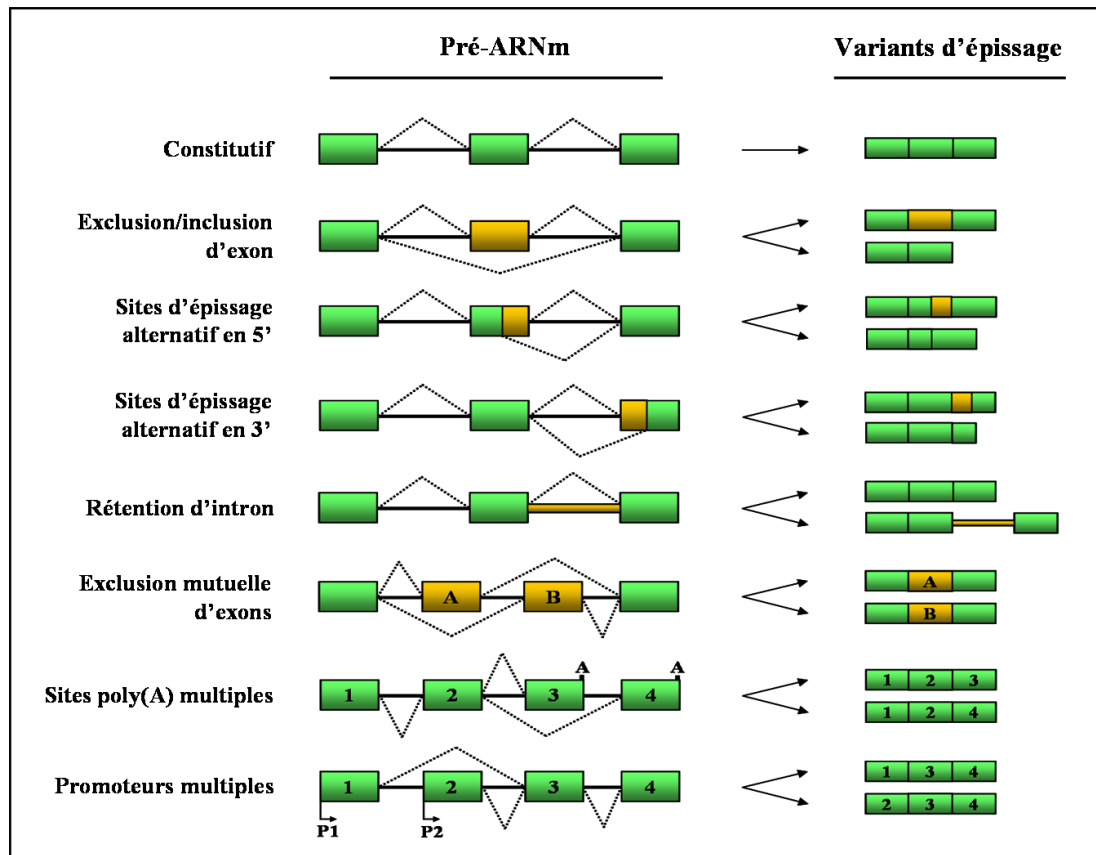 Pré-ARNm
Variants d'épissage
Constitutif
Exclusion/inclusion
d'exon
Sites d'épissage
alternatif en 5'
Sites d'épissage
alternatif en 3'
Rétention d'intron
Exclusion mutuelle
d'exons
A B
A
B
Sites poly(A) multiples
A A
1 2 3 4
1 2 3
1 2 4
Promoteurs multiples
1 2 3 4
P1 P2
1 3 4
2 3 4